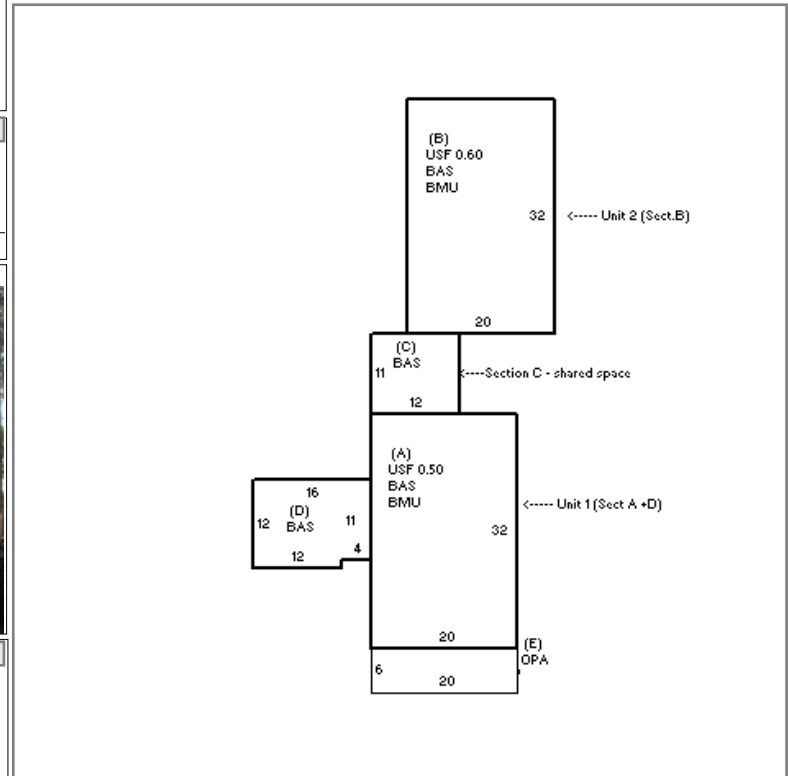 (B)
USF 0.60
BAS
BMU
32
<----- Unit 2 (Sect.B)
20
(C)
BAS
11
<----Section C - shared space
12
(A)
USF 0.50
BAS
BMU
<----- Unit 1 (Sect A +D)
32
16
(D)
BAS
12
11
4
12
20
(E)
OPA
6
20